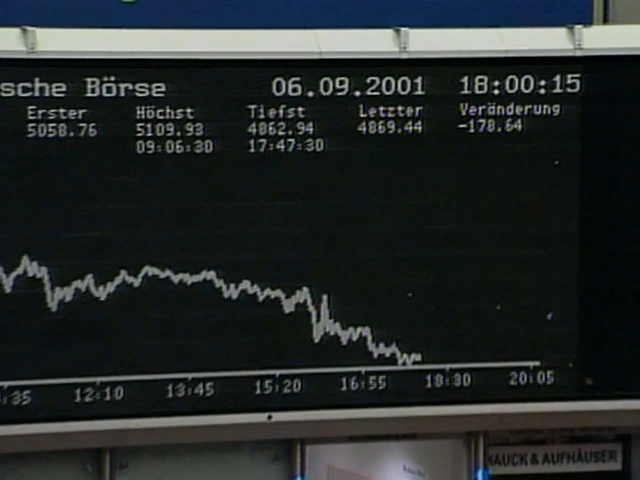 sche Börse 06.09.2001 18:00:15
Erster Höchst Tiefst Letzter Veränderung
5058.76 5109.93 4862.94 4869.44 -178.64
09:06:30 17:47:30
:35 12:10 13:45 15:20 16:55 18:30 20:05
HAUCK & AUFHÄUSER